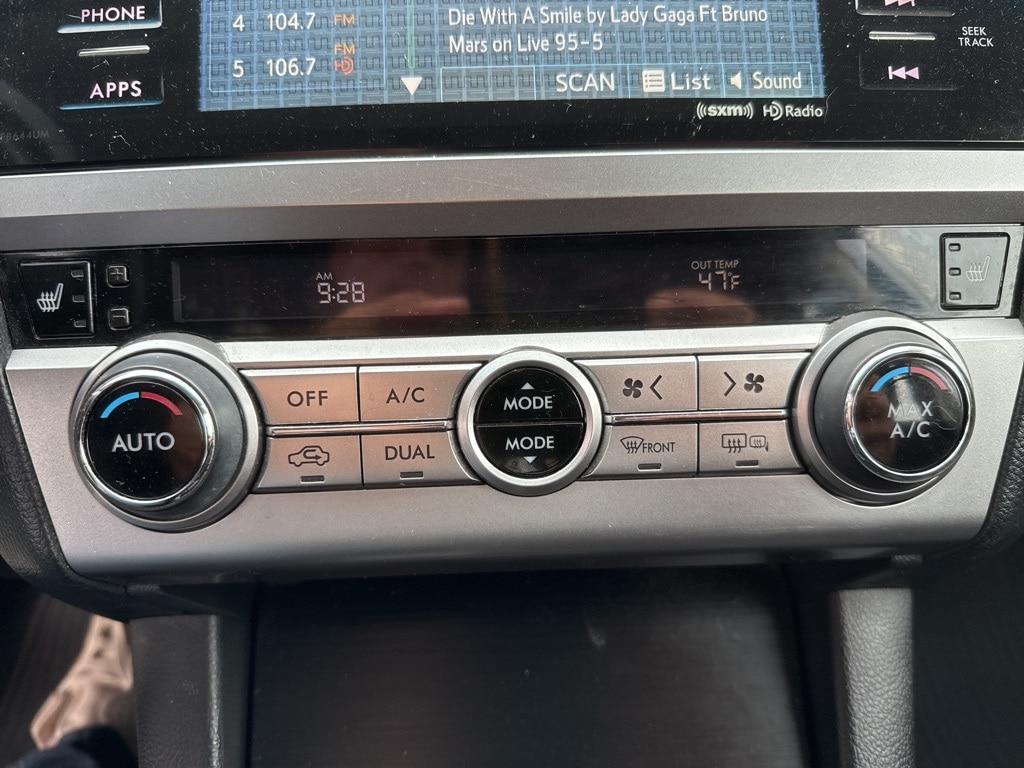 PHONE
APPS
4 104.7 FM
5 106.7 FM HD
Die With A Smile by Lady Gaga Ft Bruno
Mars on Live 95-5
SCAN List Sound
SEEK
TRACK
((sxm)) HD Radio
AM
9:28
OUT TEMP
47°F
AUTO
OFF
A/C
MODE
MODE
DUAL
FRONT
MAX
A/C